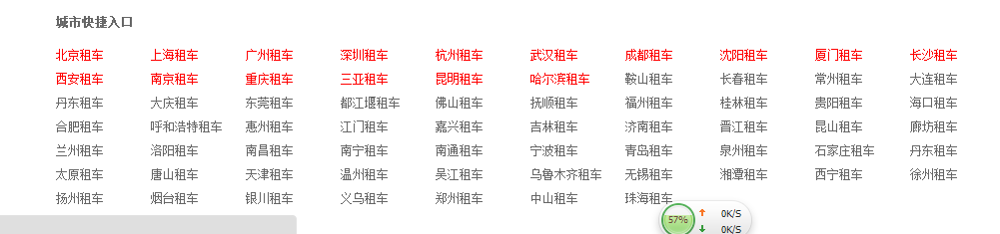 城市快捷入口
北京租车 上海租车 广州租车 深圳租车 杭州租车 武汉租车 成都租车 沈阳租车 厦门租车 长沙租车
西安租车 南京租车 重庆租车 三亚租车 昆明租车 哈尔滨租车 鞍山租车 长春租车 常州租车 大连租车
丹东租车 大庆租车 东莞租车 都江堰租车 佛山租车 抚顺租车 福州租车 桂林租车 贵阳租车 海口租车
合肥租车 呼和浩特租车 惠州租车 江门租车 嘉兴租车 吉林租车 济南租车 晋江租车 昆山租车 廊坊租车
兰州租车 洛阳租车 南昌租车 南宁租车 南通租车 宁波租车 青岛租车 泉州租车 石家庄租车 丹东租车
太原租车 唐山租车 天津租车 温州租车 吴江租车 乌鲁木齐租车 无锡租车 湘潭租车 西宁租车 徐州租车
扬州租车 烟台租车 银川租车 义乌租车 郑州租车 中山租车 珠海租车
57% 0K/S
0K/S